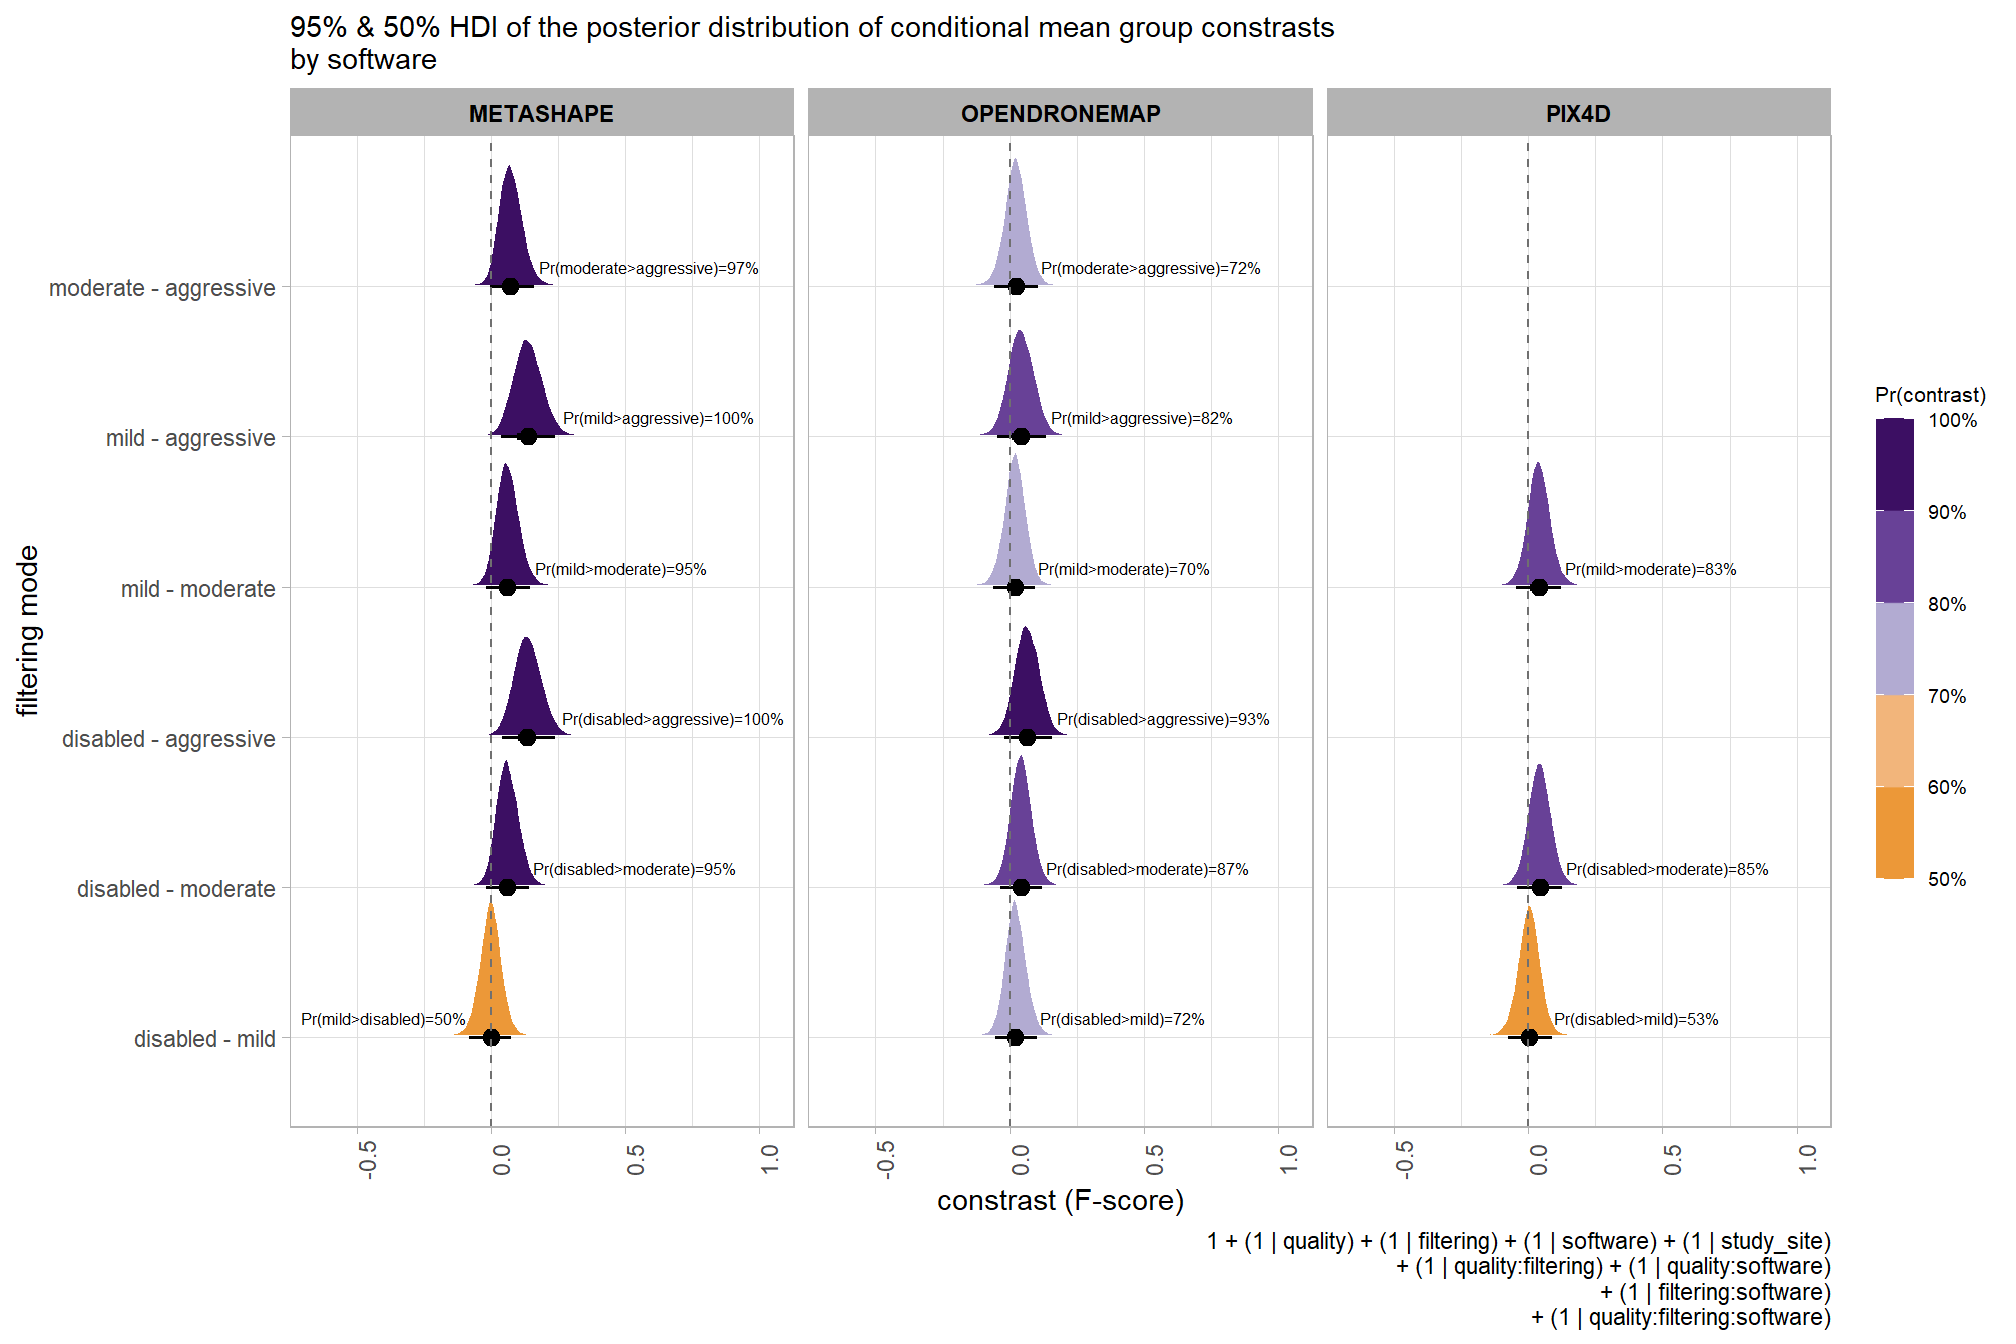 95% & 50% HDI of the posterior distribution of conditional mean group constrasts
by software
METASHAPE
OPENDRONEMAP
PIX4D
filtering mode
moderate - aggressive
Pr(moderate>aggressive)=97%
Pr(moderate>aggressive)=72%
mild - aggressive
Pr(mild>aggressive)=100%
Pr(mild>aggressive)=82%
mild - moderate
Pr(mild>moderate)=95%
Pr(mild>moderate)=70%
Pr(mild>moderate)=83%
disabled - aggressive
Pr(disabled>aggressive)=100%
Pr(disabled>aggressive)=93%
disabled - moderate
Pr(disabled>moderate)=95%
Pr(disabled>moderate)=87%
Pr(disabled>moderate)=85%
disabled - mild
Pr(mild>disabled)=50%
Pr(disabled>mild)=72%
Pr(disabled>mild)=53%
-0.5
0.0
0.5
1.0
-0.5
0.0
0.5
1.0
-0.5
0.0
0.5
1.0
constrast (F-score)
Pr(contrast)
100%
90%
80%
70%
60%
50%
1 + (1 | quality) + (1 | filtering) + (1 | software) + (1 | study_site)
+ (1 | quality:filtering) + (1 | quality:software)
+ (1 | filtering:software)
+ (1 | quality:filtering:software)